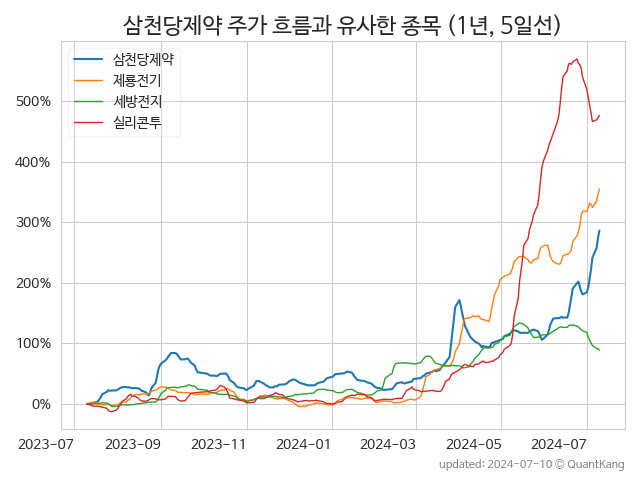 삼천당제약 주가 흐름과 유사한 종목 (1년, 5일선)
삼천당제약
제룡전기
세방전지
실리콘투
500%
400%
300%
200%
100%
0%
2023-07 2023-09 2023-11 2024-01 2024-03 2024-05 2024-07
updated: 2024-07-10 © QuantKang